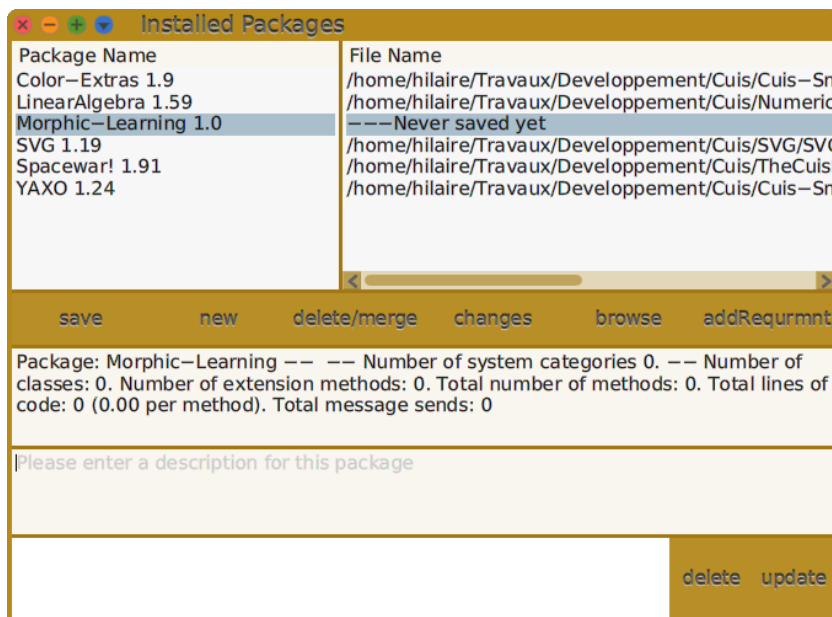 Installed Packages
Package Name
File Name
Color−Extras 1.9
/home/hilaire/Travaux/Developpement/Cuis/Cuis−Sm
LinearAlgebra 1.59
/home/hilaire/Travaux/Developpement/Cuis/Numeric
Morphic−Learning 1.0
−−−Never saved yet
SVG 1.19
/home/hilaire/Travaux/Developpement/Cuis/SVG/SVG
Spacewar! 1.91
/home/hilaire/Travaux/Developpement/Cuis/TheCuis
YAXO 1.24
/home/hilaire/Travaux/Developpement/Cuis/Cuis−Sm
save new delete/merge changes browse addRequrmnt
Package: Morphic−Learning −− −− Number of system categories 0. −− Number of
classes: 0. Number of extension methods: 0. Total number of methods: 0. Total lines of
code: 0 (0.00 per method). Total message sends: 0
Please enter a description for this package
delete update